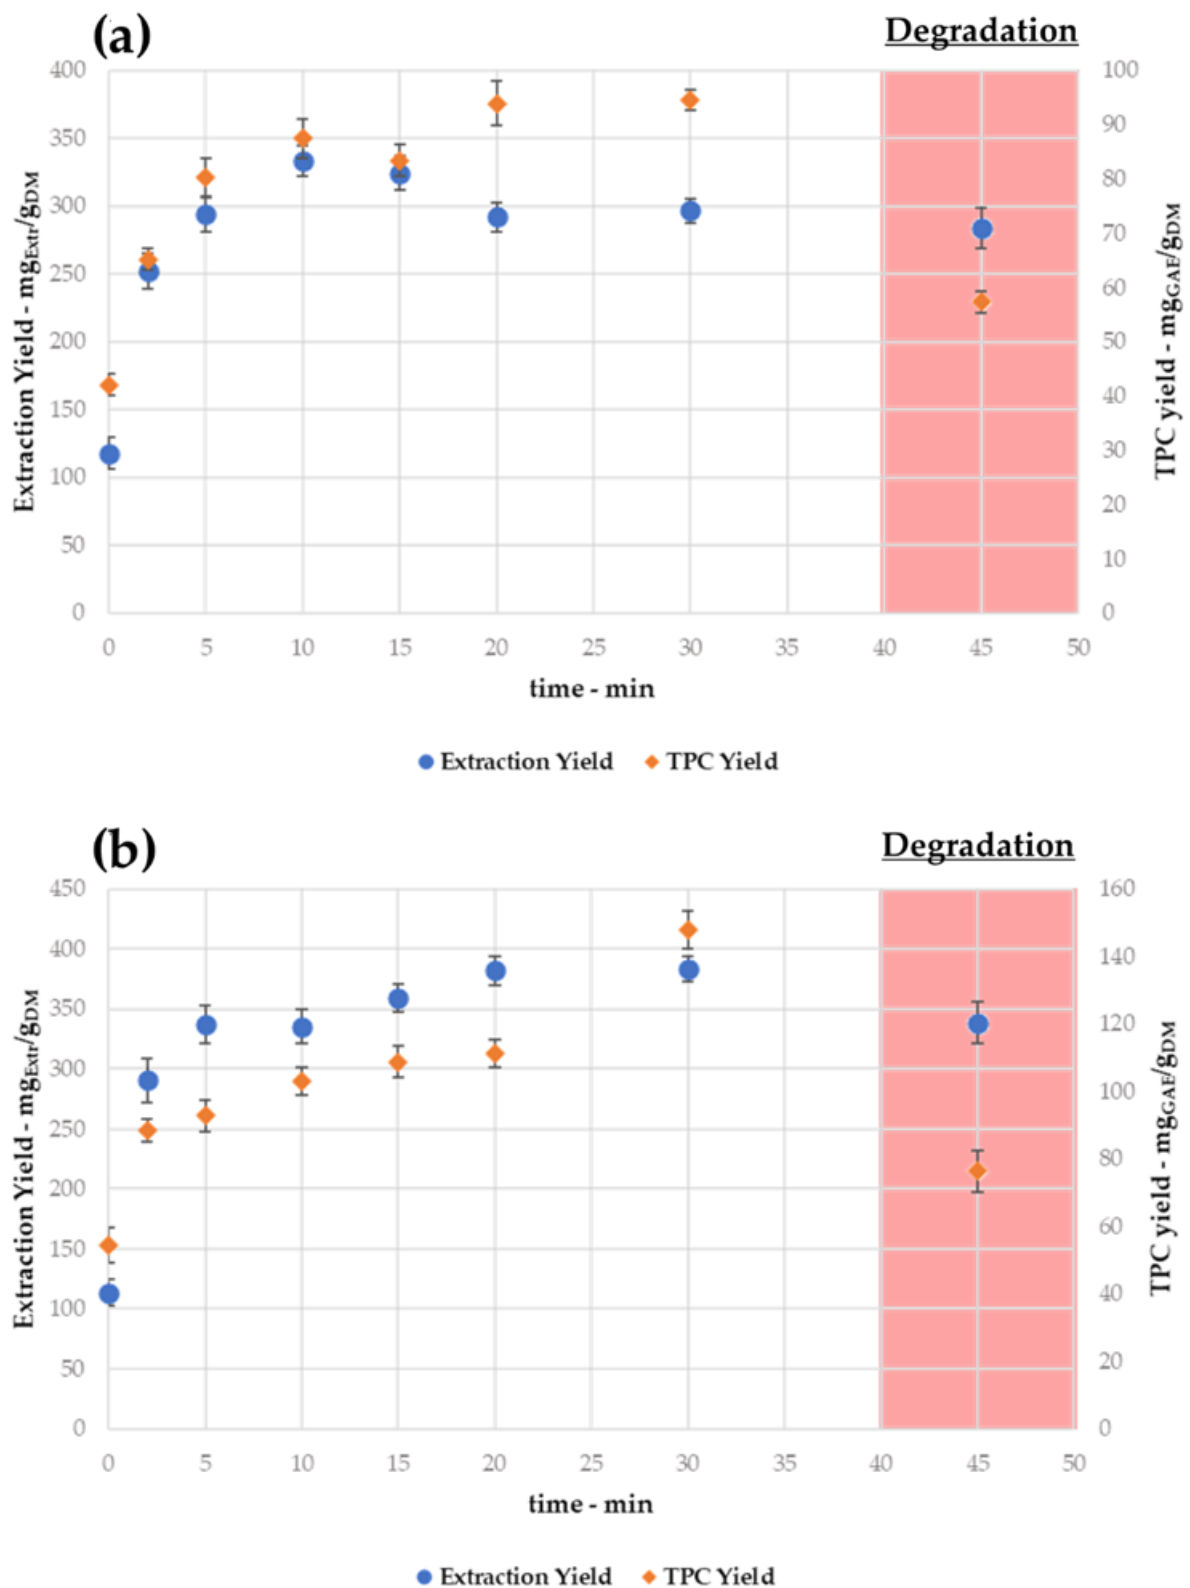 (a)
Degradation
400
350
300
250
200
150
100
50
0
Extraction Yield - mgExtr/gDM
100
90
80
70
60
50
40
30
20
10
0
TPC yield - mgGAE/gDM
0 5 10 15 20 25 30 35 40 45 50
time - min
Extraction Yield TPC Yield
(b)
Degradation
450
400
350
300
250
200
150
100
50
0
Extraction Yield - mgExtr/gDM
160
140
120
100
80
60
40
20
0
TPC yield - mgGAE/gDM
0 5 10 15 20 25 30 35 40 45 50
time - min
Extraction Yield TPC Yield